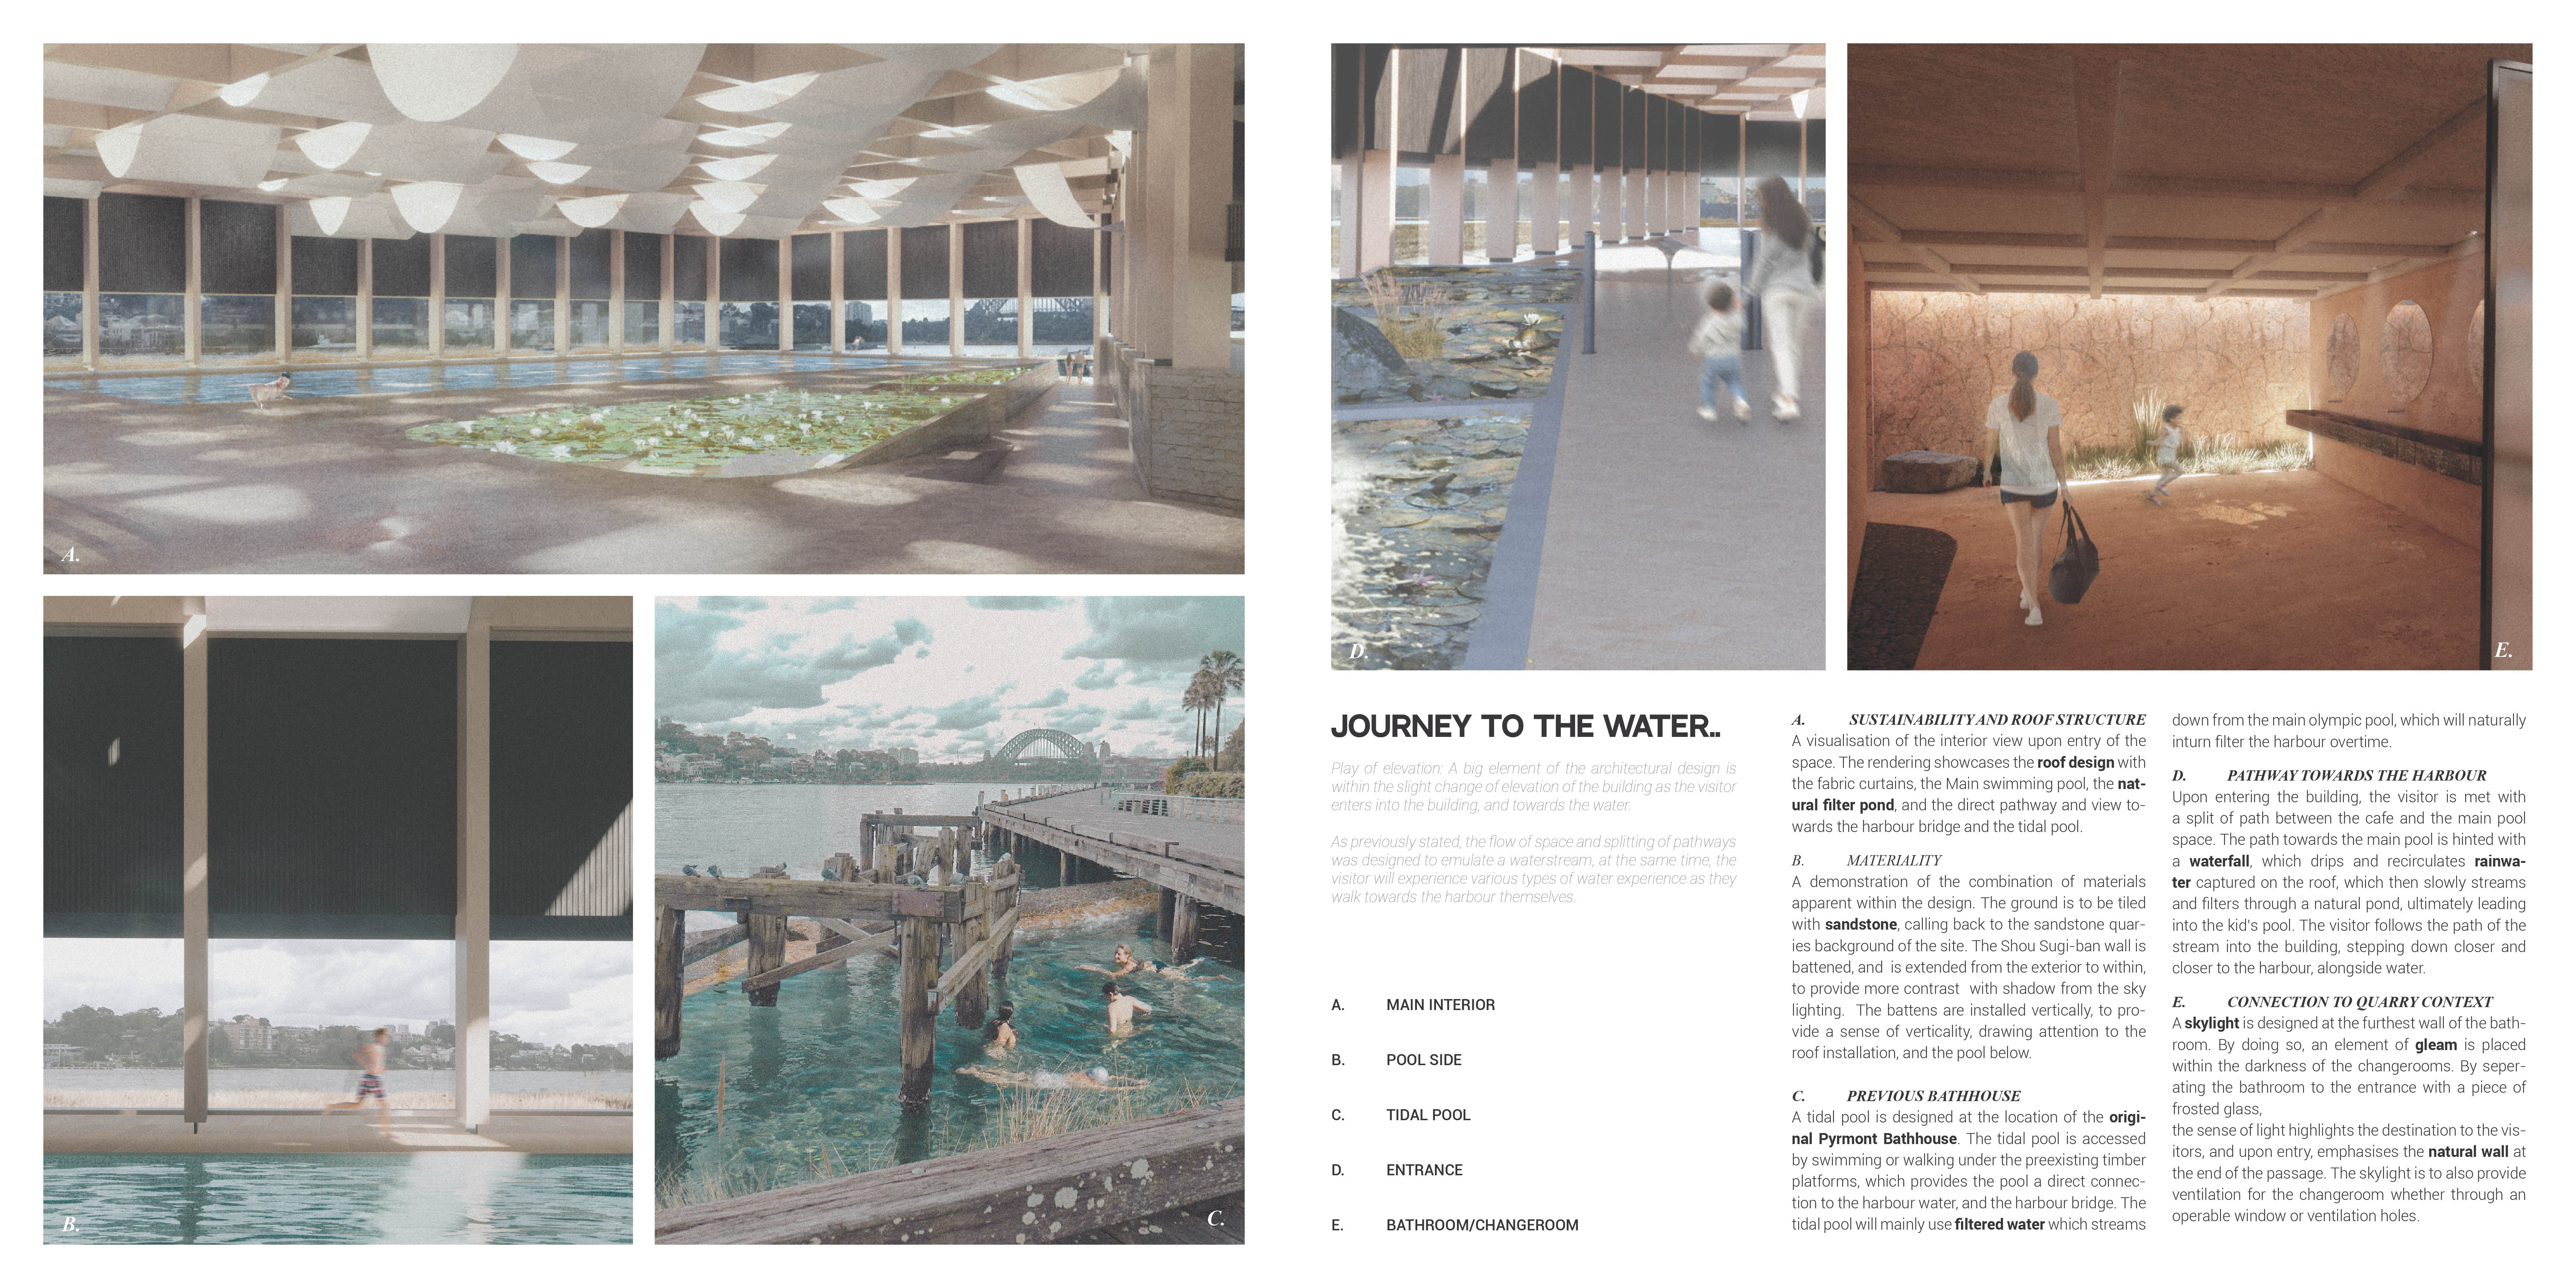 A.
B.
C.
D.
E.
JOURNEY TO THE WATER..
Play of elevation: A big element of the architectural design is
within the slight change of elevation of the building as the visitor
enters into the building, and towards the water.
As previously stated, the flow of space and splitting of pathways
was designed to emulate a waterstream, at the same time, the
visitor will experience various types of water experience as they
walk towards the harbour themselves.
A. MAIN INTERIOR
B. POOL SIDE
C. TIDAL POOL
D. ENTRANCE
E. BATHROOM/CHANGEROOM
A. SUSTAINABILITY AND ROOF STRUCTURE
A visualisation of the interior view upon entry of the
space. The rendering showcases the roof design with
the fabric curtains, the Main swimming pool, the nat-
ural filter pond, and the direct pathway and view to-
wards the harbour bridge and the tidal pool.
B. MATERIALITY
A demonstration of the combination of materials
apparent within the design. The ground is to be tiled
with sandstone, calling back to the sandstone quar-
ies background of the site. The Shou Sugi-ban wall is
battened, and is extended from the exterior to within,
to provide more contrast with shadow from the sky
lighting. The battens are installed vertically, to pro-
vide a sense of verticality, drawing attention to the
roof installation, and the pool below.
C. PREVIOUS BATHHOUSE
A tidal pool is designed at the location of the origi-
nal Pyrmont Bathhouse. The tidal pool is accessed
by swimming or walking under the preexisting timber
platforms, which provides the pool a direct connec-
tion to the harbour water, and the harbour bridge. The
tidal pool will mainly use filtered water which streams
down from the main olympic pool, which will naturally
inturn filter the harbour overtime.
D. PATHWAY TOWARDS THE HARBOUR
Upon entering the building, the visitor is met with
a split of path between the cafe and the main pool
space. The path towards the main pool is hinted with
a waterfall, which drips and recirculates rainwa-
ter captured on the roof, which then slowly streams
and filters through a natural pond, ultimately leading
into the kid's pool. The visitor follows the path of the
stream into the building, stepping down closer and
closer to the harbour, alongside water.
E. CONNECTION TO QUARRY CONTEXT
A skylight is designed at the furthest wall of the bath-
room. By doing so, an element of gleam is placed
within the darkness of the changerooms. By seper-
ating the bathroom to the entrance with a piece of
frosted glass,
the sense of light highlights the destination to the vis-
itors, and upon entry, emphasises the natural wall at
the end of the passage. The skylight is to also provide
ventilation for the changeroom whether through an
operable window or ventilation holes.